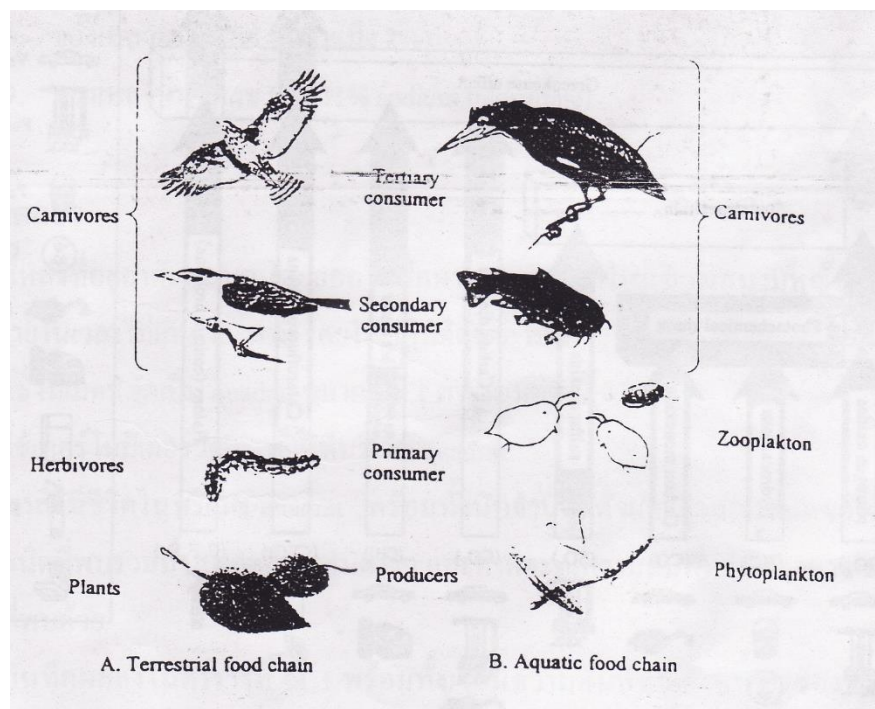 Tertiary
consumer
Carnivores
Carnivores
Secondary
consumer
Herbivores
Primary
consumer
Zooplakton
Plants
Producers
Phytoplankton
A. Terrestrial food chain
B. Aquatic food chain